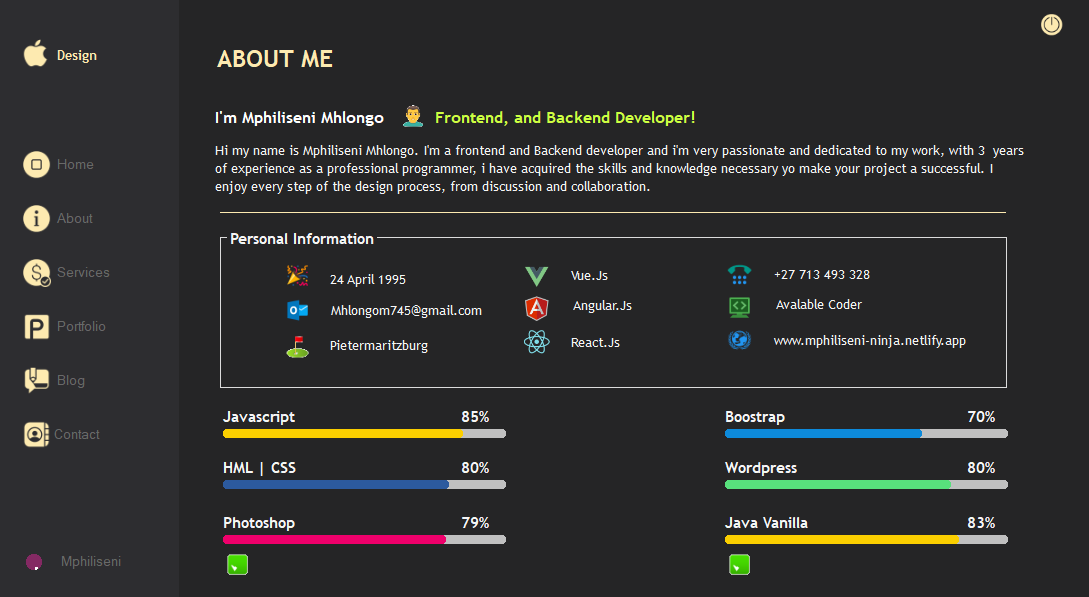 Design
Home
About
Services
Portfolio
Blog
Contact
Mphiliseni
ABOUT ME
I'm Mphiliseni Mhlongo Frontend, and Backend Developer!
Hi my name is Mphiliseni Mhlongo. I'm a frontend and Backend developer and i'm very passionate and dedicated to my work, with 3 years
of experience as a professional programmer, i have acquired the skills and knowledge necessary yo make your project a successful. I
enjoy every step of the design process, from discussion and collaboration.
Personal Information
24 April 1995 Vue.Js +27 713 493 328
Mhlongom745@gmail.com Angular.Js Avalable Coder
Pietermaritzburg React.Js www.mphiliseni-ninja.netlify.app
Javascript 85% Boostrap 70%
HML | CSS 80% Wordpress 80%
Photoshop 79% Java Vanilla 83%